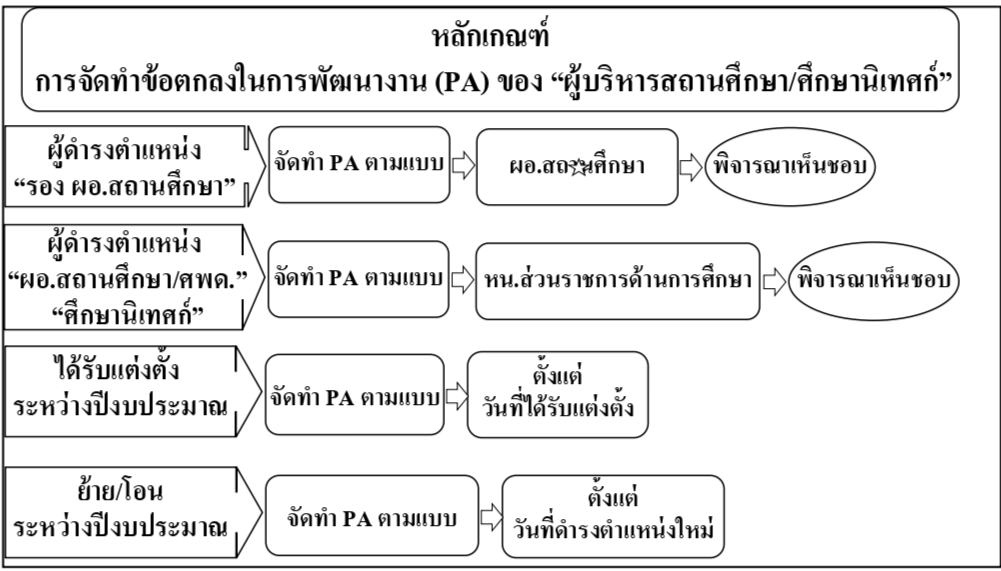 หลักเกณฑ์
การจัดทำข้อตกลงในการพัฒนางาน (PA) ของ “ผู้บริหารสถานศึกษา/ศึกษานิเทศก์”
ผู้ดำรงตำแหน่ง
“รอง ผอ.สถานศึกษา”
จัดทำ PA ตามแบบ
ผอ.สถานศึกษา
พิจารณาเห็นชอบ
ผู้ดำรงตำแหน่ง
“ผอ.สถานศึกษา/ศพด.”
“ศึกษานิเทศก์”
จัดทำ PA ตามแบบ
หน.ส่วนราชการด้านการศึกษา
พิจารณาเห็นชอบ
ได้รับแต่งตั้ง
ระหว่างปีงบประมาณ
จัดทำ PA ตามแบบ
ตั้งแต่
วันที่ได้รับแต่งตั้ง
ย้าย/โอน
ระหว่างปีงบประมาณ
จัดทำ PA ตามแบบ
ตั้งแต่
วันที่ดำรงตำแหน่งใหม่